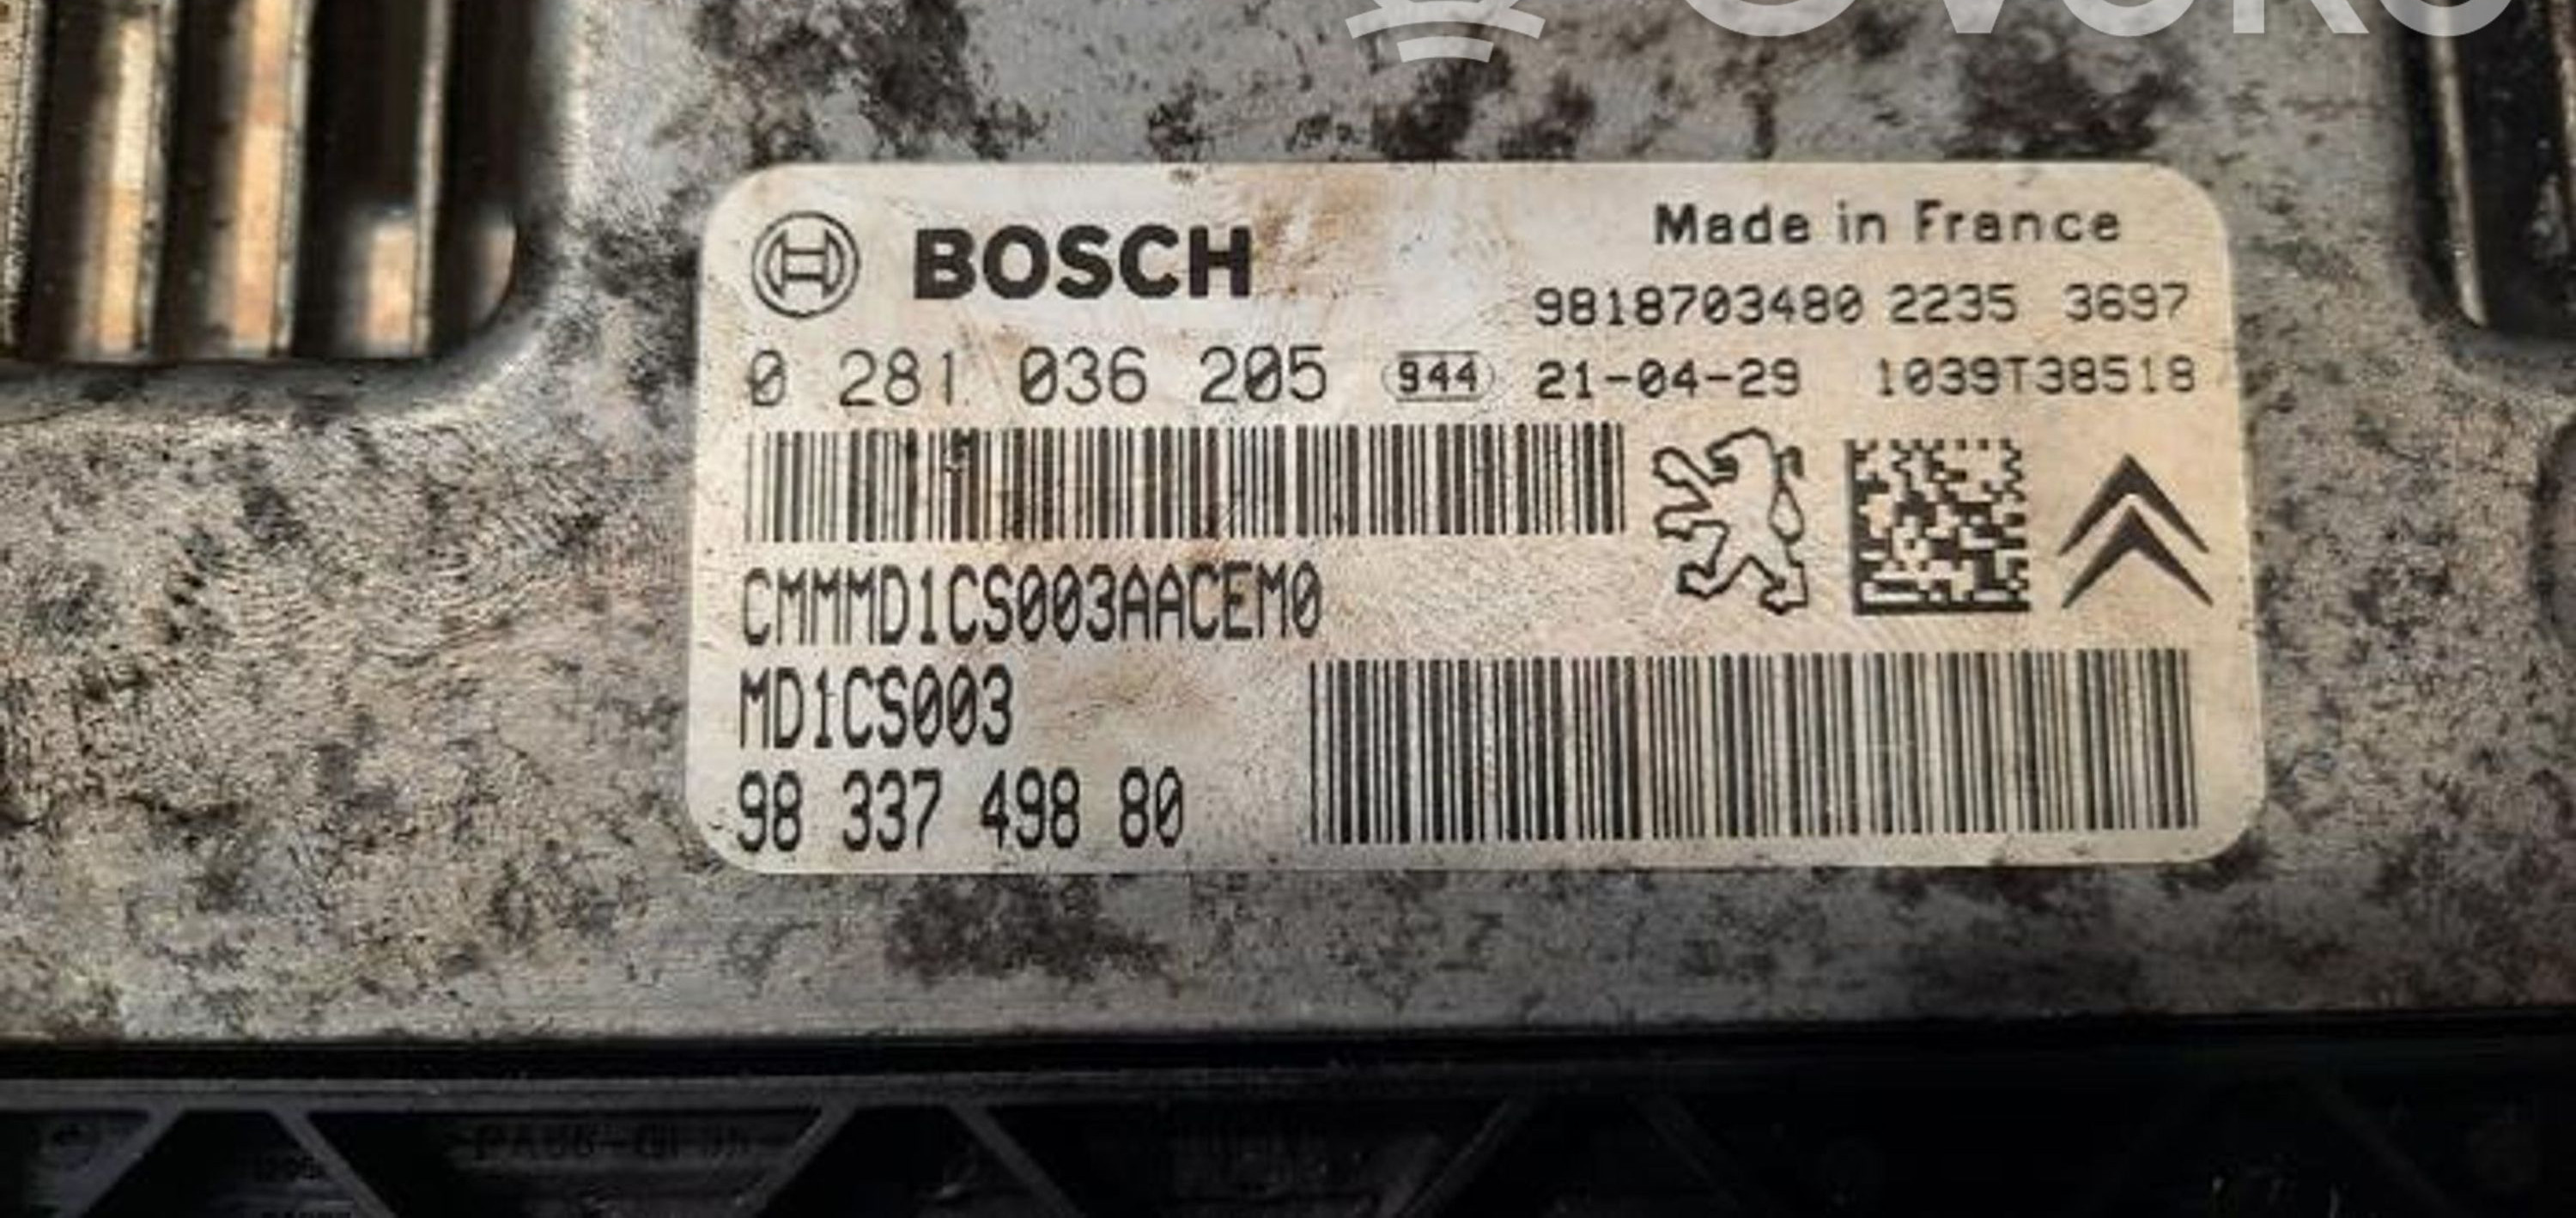 BOSCH
Made in France
9818703480 2235 3697
0 281 036 205 944 21-04-29 1039T38518
CMMMD1CS003AACEM0
MD1CS003
98 337 498 80